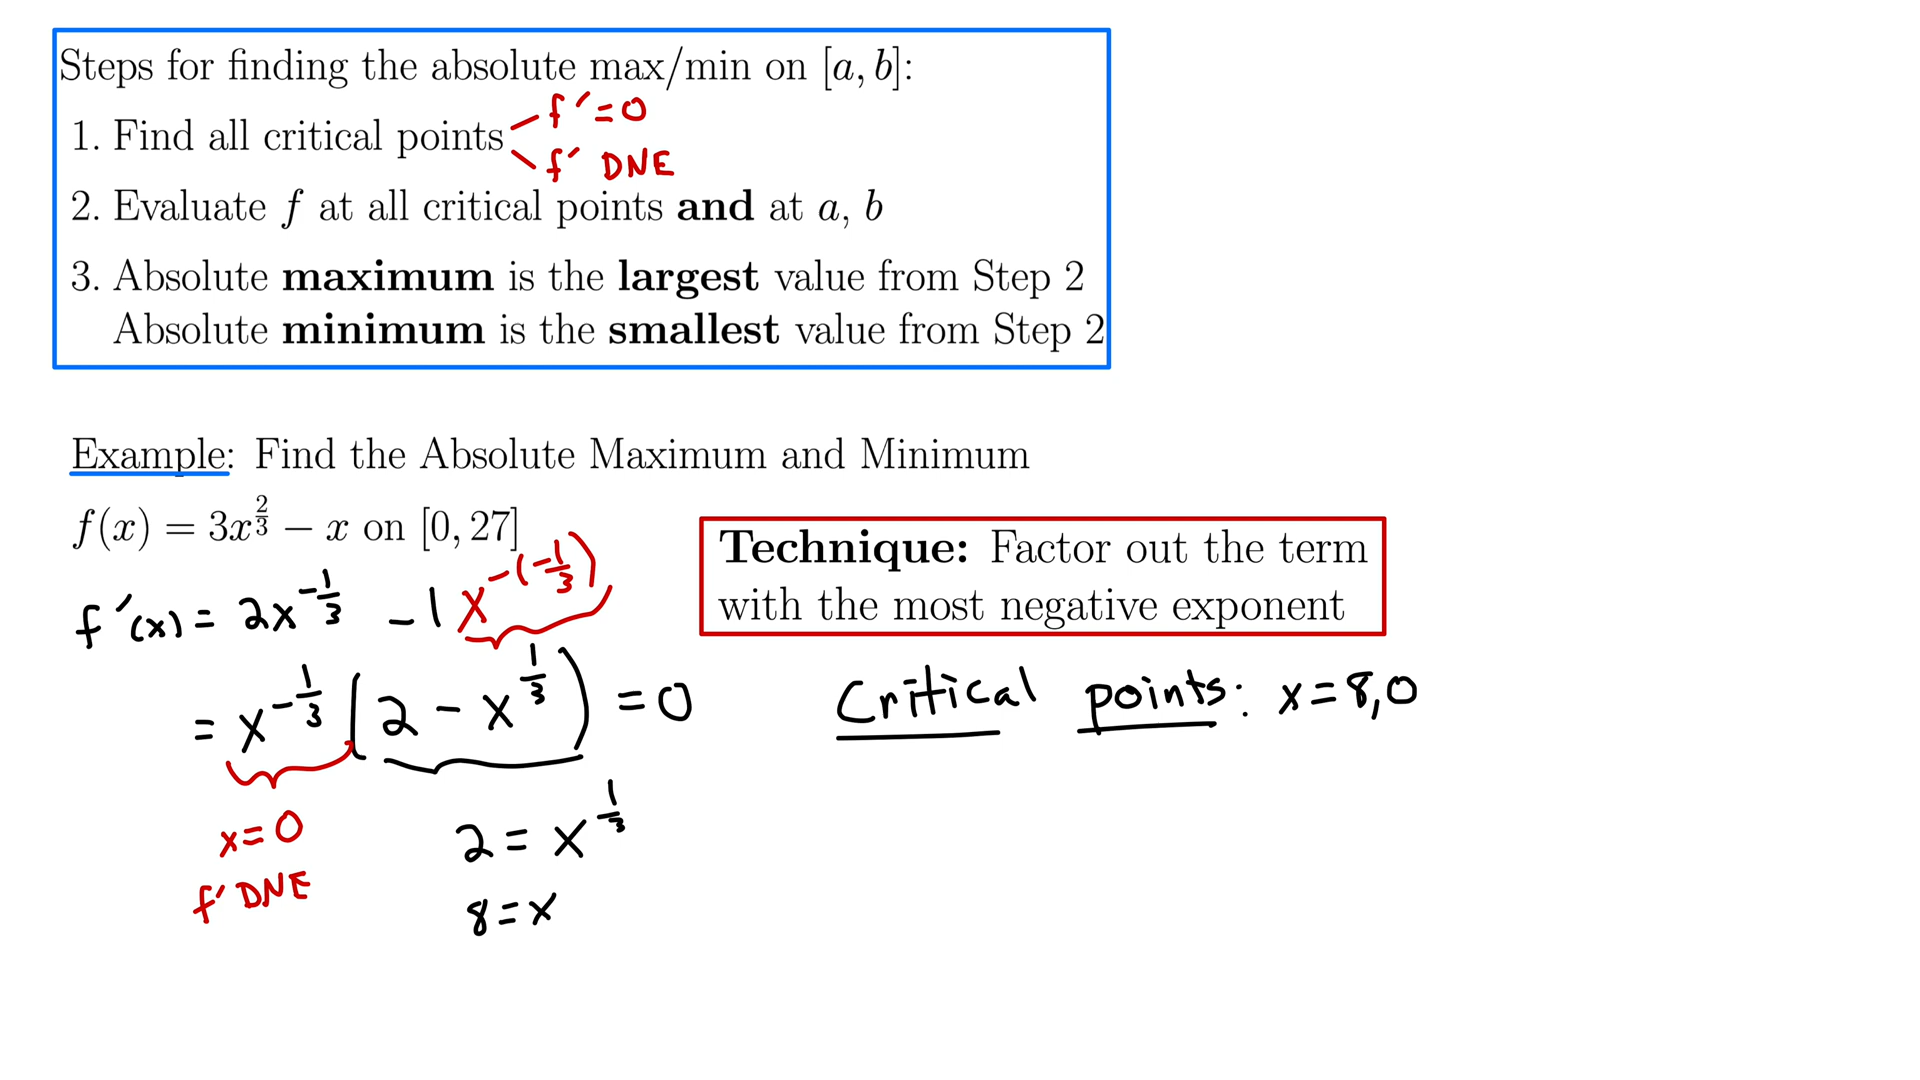 Steps for finding the absolute max/min on [a, b]:
f' = 0
1. Find all critical points
f' DNE
2. Evaluate f at all critical points and at a, b
3. Absolute maximum is the largest value from Step 2
Absolute minimum is the smallest value from Step 2
Example: Find the Absolute Maximum and Minimum
f(x) = 3x^{2/3} − x on [0, 27]
Technique: Factor out the term
with the most negative exponent
f'(x) = 2x^{-1/3} − 1x^{-(-1/3)}
= x^{-1/3}(2 − x^{1/3}) = 0
Critical points: x = 8, 0
x = 0
f' DNE
2 = x^{1/3}
8 = x